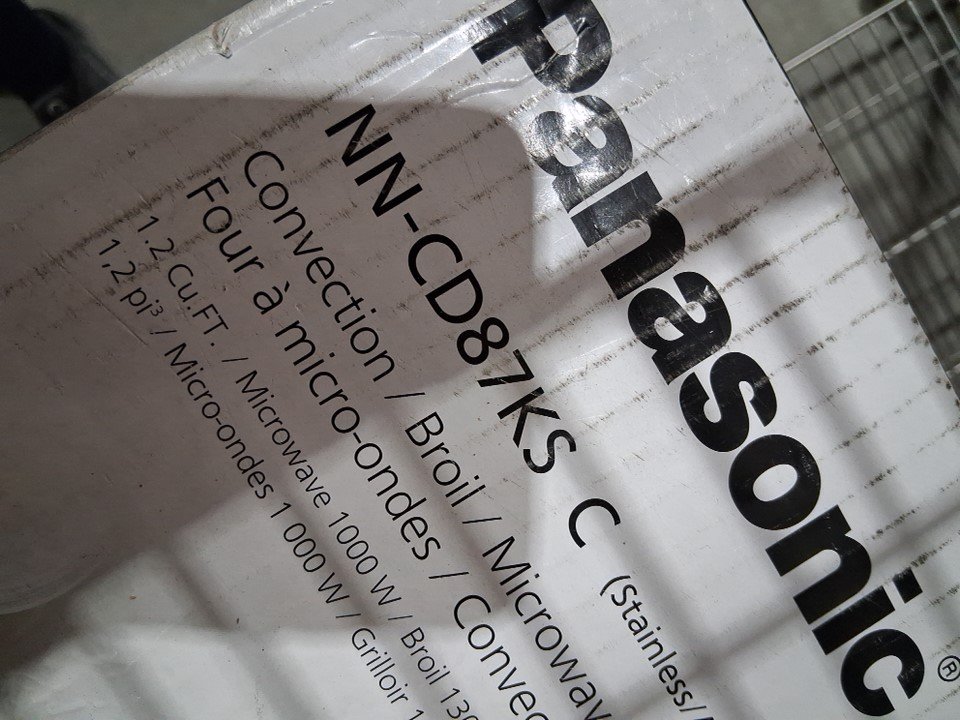 Panasonic®
NN-CD87KS C (Stainless/
Convection / Broil / Microwav
Four à micro-ondes / Convec
1.2 Cu.FT. / Microwave 1000 W / Broil 130
1,2 pi³ / Micro-ondes 1 000 W / Grilloir 1